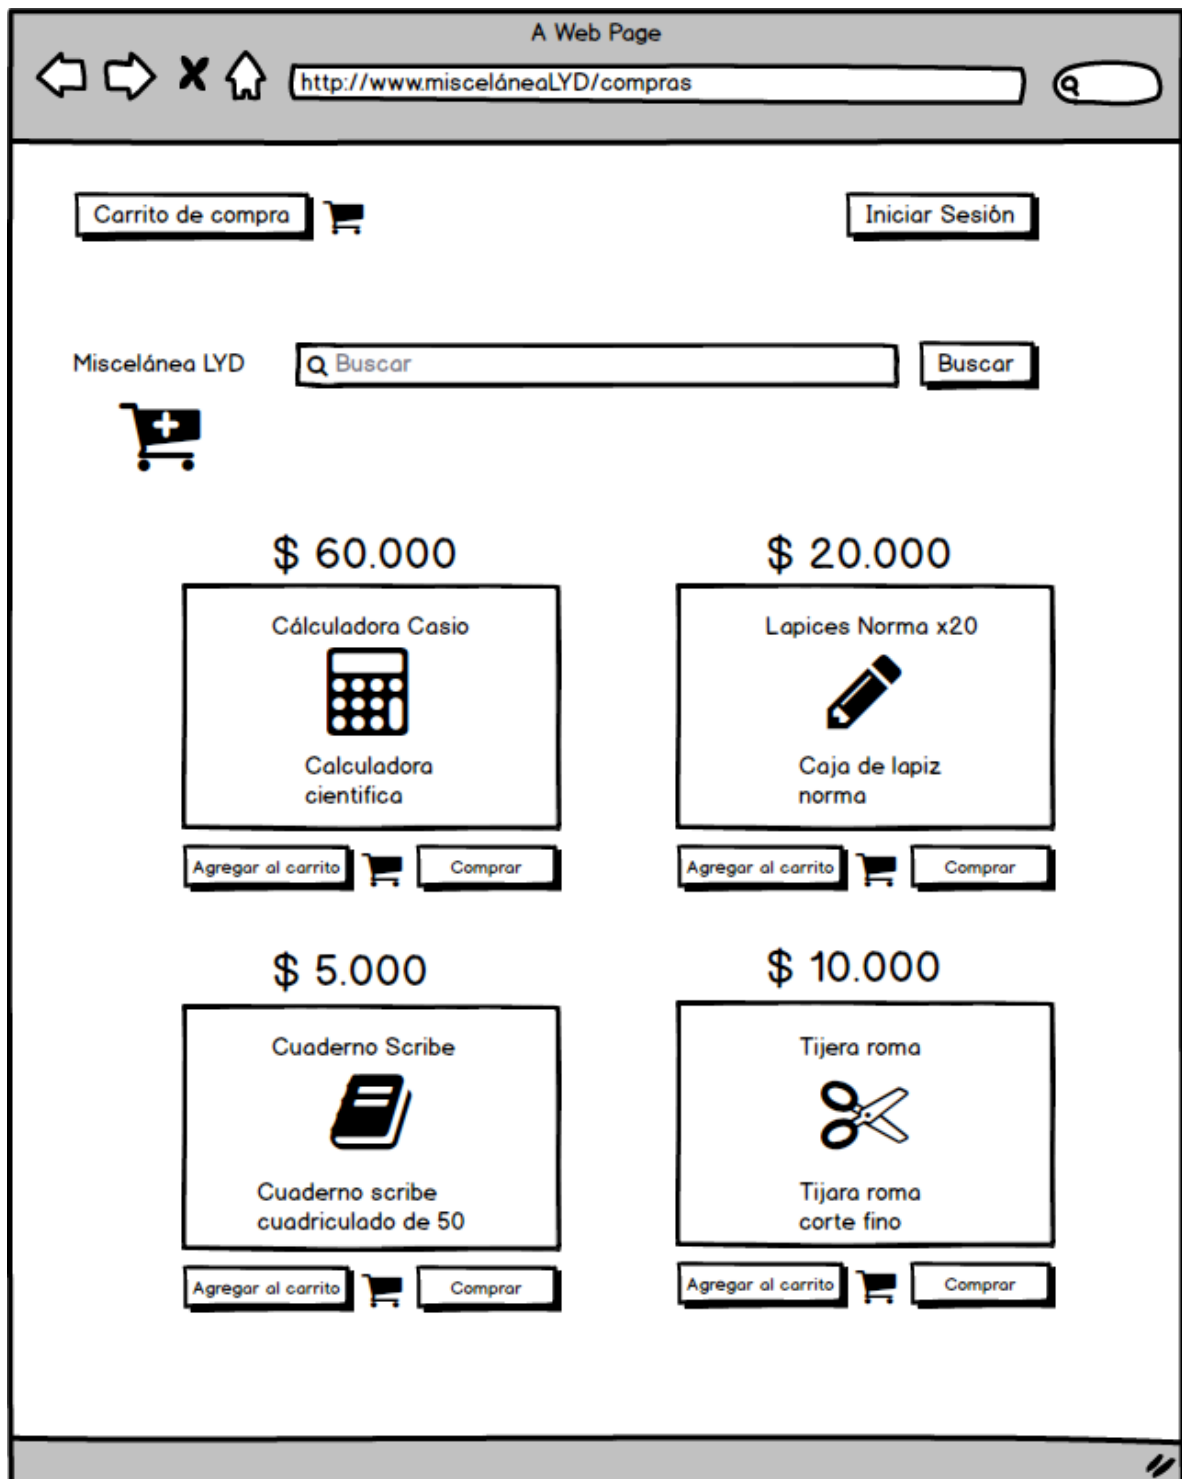 A Web Page
http://www.misceláneaLYD/compras
Carrito de compra
Iniciar Sesión
Miscelánea LYD
Buscar
Buscar
$ 60.000
$ 20.000
Cálculadora Casio
Lapices Norma x20
Calculadora
cientifica
Caja de lapiz
norma
Agregar al carrito
Comprar
Agregar al carrito
Comprar
$ 5.000
$ 10.000
Cuaderno Scribe
Tijera roma
Cuaderno scribe
cuadriculado de 50
Tijara roma
corte fino
Agregar al carrito
Comprar
Agregar al carrito
Comprar